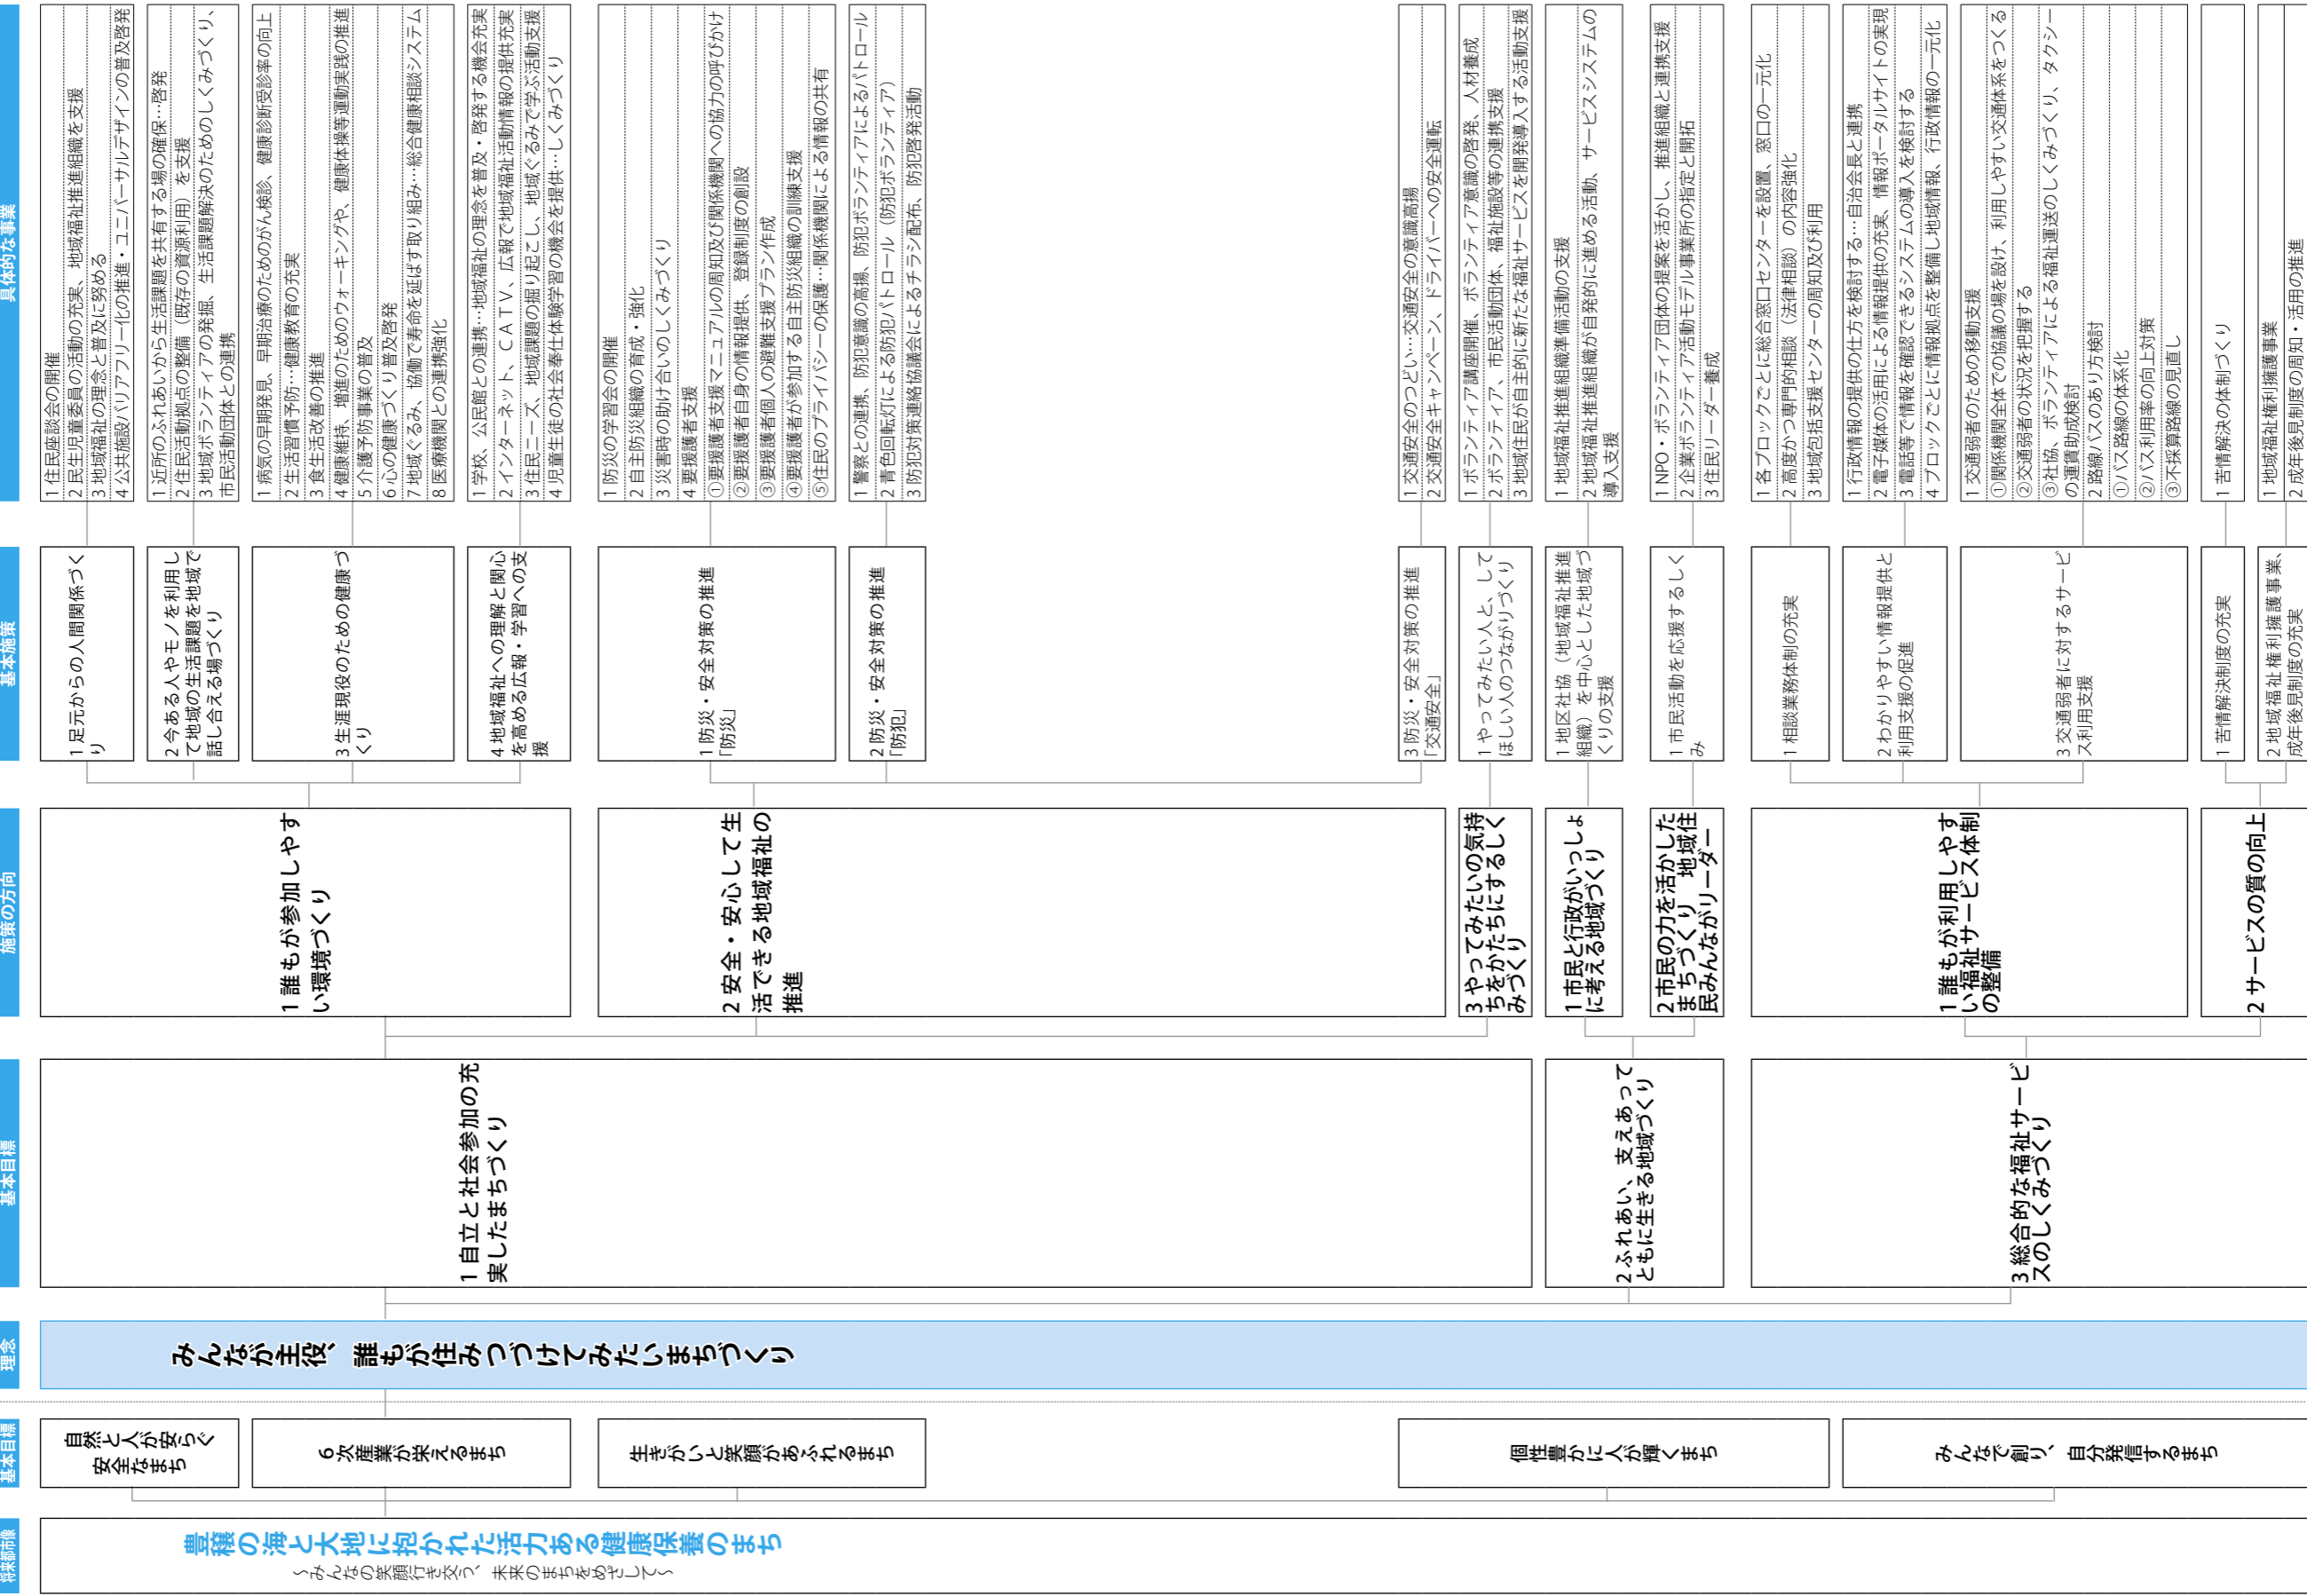 将来都市像
豊穣の海と大地に抱かれた活力ある健康保養のまち
～みんなの笑顔行き交う、未来のまちをめざして～
基本目標
自然と人が安らぐ
安全なまち
６次産業が栄えるまち
生きがいと笑顔があふれるまち
個性豊かに人が輝くまち
みんなで創り、自分発信するまち
理念
みんなが主役、誰もが住みつづけてみたいまちづくり
基本目標
1 自立と社会参加の充
実したまちづくり
2 ふれあい、支えあって
ともに生きる地域づくり
3 総合的な福祉サービ
スのしくみづくり
施策の方向
1 誰もが参加しやす
い環境づくり
2 安全・安心して生
活できる地域福祉の
推進
3 やってみたいの気持
ちをかたちにするしく
みづくり
1 市民と行政がいっしょ
に考える地域づくり
2 市民の力を活かした
まちづくり　地域住
民みんながリーダー
1 誰もが利用しやす
い福祉サービス体制
の整備
2 サービスの質の向上
基本施策
1 足元からの人間関係づく
り
2 今ある人やモノを利用し
て地域の生活課題を地域で
話し合える場づくり
3 生涯現役のための健康づ
くり
4 地域福祉への理解と関心
を高める広報・学習への支
援
1 防災・安全対策の推進
「防災」
2 防災・安全対策の推進
「防犯」
3 防災・安全対策の推進
「交通安全」
1 やってみたい人と、して
ほしい人のつながりづくり
1 地区社協（地域福祉推進
組織）を中心とした地域づ
くりの支援
1 市民活動を応援するしく
み
1 相談業務体制の充実
2 わかりやすい情報提供と
利用支援の促進
3 交通弱者に対するサービ
ス利用支援
1 苦情解決制度の充実
2 地域福祉権利擁護事業、
成年後見制度の充実
具体的な事業
1 住民座談会の開催
2 民生児童委員の活動の充実、地域福祉推進組織を支援
3 地域福祉の理念と普及に努める
4 公共施設バリアフリー化の推進・ユニバーサルデザインの普及啓発
1 近所のふれあいから生活課題を共有する場の確保…啓発
2 住民活動拠点の整備（既存の資源利用）を支援
3 地域ボランティアの発掘、生活課題解決のためのしくみづくり、
市民活動団体との連携
1 病気の早期発見、早期治療のためのがん検診、健康診断受診率の向上
2 生活習慣予防…健康教育の充実
3 食生活改善の推進
4 健康維持、増進のためのウォーキングや、健康体操等運動実践の推進
5 介護予防事業の普及
6 心の健康づくり普及啓発
7 地域ぐるみ、協働で寿命を延ばす取り組み…総合健康相談システム
8 医療機関との連携強化
1 学校、公民館との連携…地域福祉の理念を普及・啓発する機会充実
2 インターネット、ＣＡＴＶ、広報で地域福祉活動情報の提供充実
3 住民ニーズ、地域課題の掘り起こし、地域ぐるみで学ぶ活動支援
4 児童生徒の社会奉仕体験学習の機会を提供…しくみづくり
1 防災の学習会の開催
2 自主防災組織の育成・強化
3 災害時の助け合いのしくみづくり
4 要援護者支援
①要援護者支援マニュアルの周知及び関係機関への協力の呼びかけ
②要援護者自身の情報提供、登録制度の創設
③要援護者個人の避難支援プラン作成
④要援護者が参加する自主防災組織の訓練支援
⑤住民のプライバシーの保護…関係機関による情報の共有
1 警察との連携、防犯意識の高揚、防犯ボランティアによるパトロール
2 青色回転灯による防犯パトロール（防犯ボランティア）
3 防犯対策連絡協議会によるチラシ配布、防犯啓発活動
1 交通安全のつどい…交通安全の意識高揚
2 交通安全キャンペーン、ドライバーへの安全運転
1 ボランティア講座開催、ボランティア意識の啓発、人材養成
2 ボランティア、市民活動団体、福祉施設等の連携支援
3 地域住民が自主的に新たな福祉サービスを開発導入する活動支援
1 地域福祉推進組織準備活動の支援
2 地域福祉推進組織が自発的に進める活動、サービスシステムの
導入支援
1 NPO・ボランティア団体の提案を活かし、推進組織と連携支援
2 企業ボランティア活動モデル事業所の指定と開拓
3 住民リーダー養成
1 各ブロックごとに総合窓口センターを設置、窓口の一元化
2 高度かつ専門的相談（法律相談）の内容強化
3 地域包括支援センターの周知及び利用
1 行政情報の提供の仕方を検討する…自治会長と連携
2 電子媒体の活用による情報提供の充実、情報ポータルサイトの実現
3 電話等で情報を確認できるシステムの導入を検討する
4 ブロックごとに情報拠点を整備し地域情報、行政情報の一元化
1 交通弱者のための移動支援
①関係機関全体での協議の場を設け、利用しやすい交通体系をつくる
②交通弱者の状況を把握する
③社協、ボランティアによる福祉運送のしくみづくり、タクシー
の運賃助成検討
2 路線バスのあり方検討
①バス路線の体系化
②バス利用率の向上対策
③不採算路線の見直し
1 苦情解決の体制づくり
1 地域福祉権利擁護事業
2 成年後見制度の周知・活用の推進